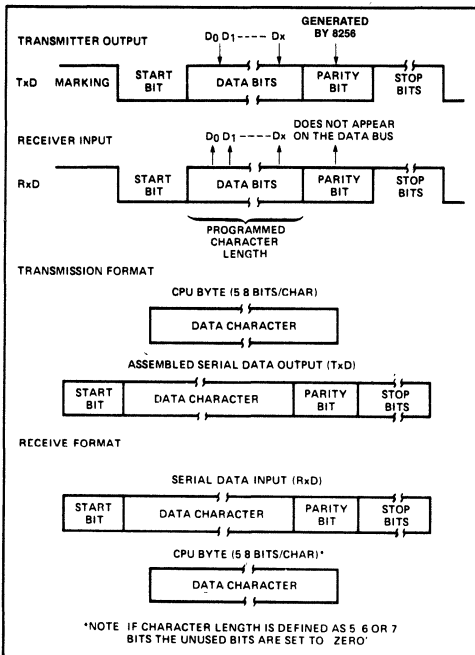 GENERATED
BY 8256
TRANSMITTER OUTPUT
D0 D1 ---- Dx
TxD MARKING START BIT DATA BITS PARITY BIT STOP BITS
DOES NOT APPEAR
ON THE DATA BUS
RECEIVER INPUT
D0 D1 ---- Dx
RxD START BIT DATA BITS PARITY BIT STOP BITS
PROGRAMMED
CHARACTER
LENGTH
TRANSMISSION FORMAT
CPU BYTE (5 8 BITS/CHAR)
DATA CHARACTER
ASSEMBLED SERIAL DATA OUTPUT (TxD)
START BIT DATA CHARACTER PARITY BIT STOP BITS
RECEIVE FORMAT
SERIAL DATA INPUT (RxD)
START BIT DATA CHARACTER PARITY BIT STOP BITS
CPU BYTE (5 8 BITS/CHAR)*
DATA CHARACTER
*NOTE IF CHARACTER LENGTH IS DEFINED AS 5 6 OR 7
BITS THE UNUSED BITS ARE SET TO ZERO'